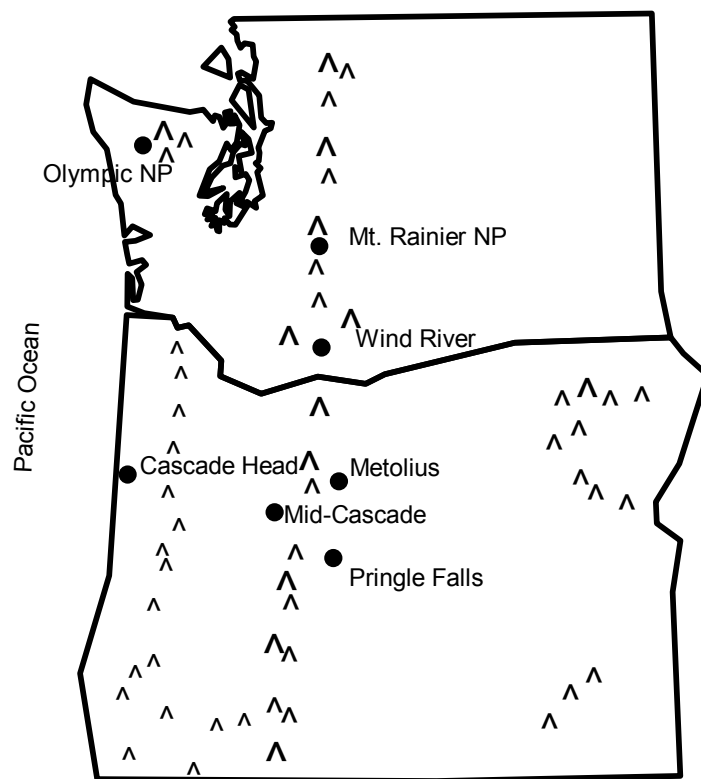 Olympic NP
Mt. Rainier NP
Wind River
Pacific Ocean
Cascade Head
Metolius
Mid-Cascade
Pringle Falls